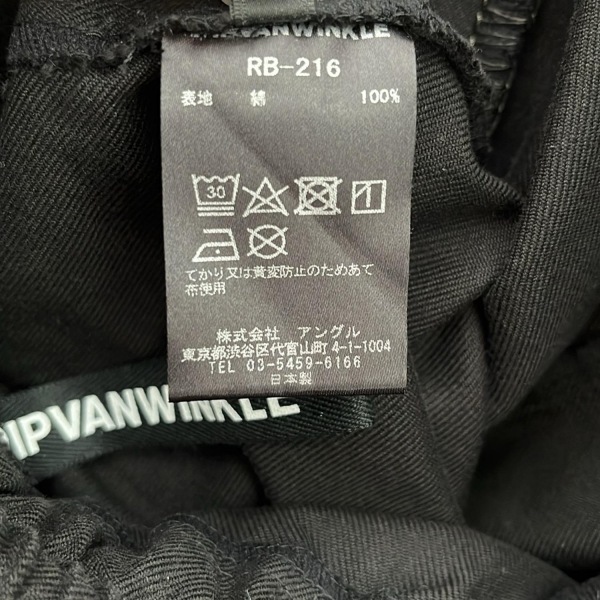 RIPVANWINKLE
RB-216
表地 綿 100%
30
てかり又は黄変防止のためあて
布使用
株式会社 アングル
東京都渋谷区代官山町4-1-1004
TEL 03-5459-6166
日本製
RIPVANWINKLE